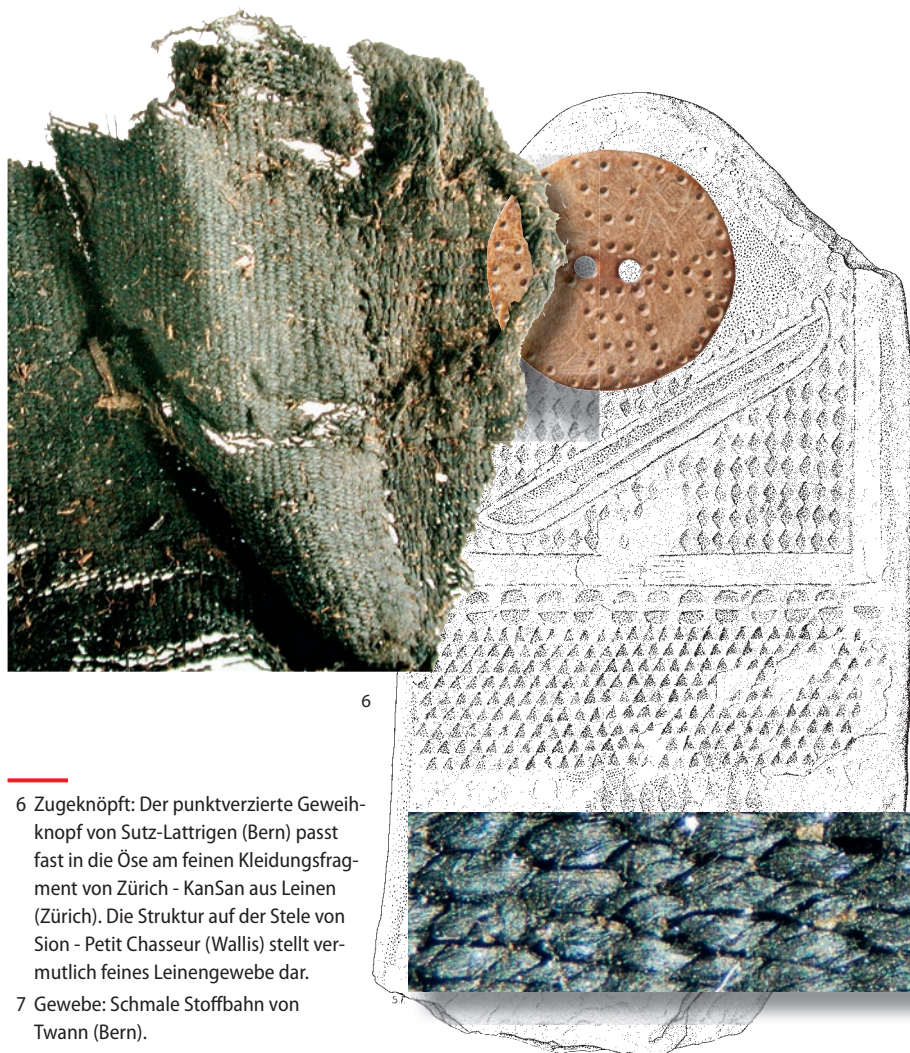 6
6 Zugeknöpft: Der punktverzierte Geweih-
knopf von Sutz-Lattrigen (Bern) passt
fast in die Öse am feinen Kleidungsfrag-
ment von Zürich - KanSan aus Leinen
(Zürich). Die Struktur auf der Stele von
Sion - Petit Chasseur (Wallis) stellt ver-
mutlich feines Leinengewebe dar.
7 Gewebe: Schmale Stoffbahn von
Twann (Bern).